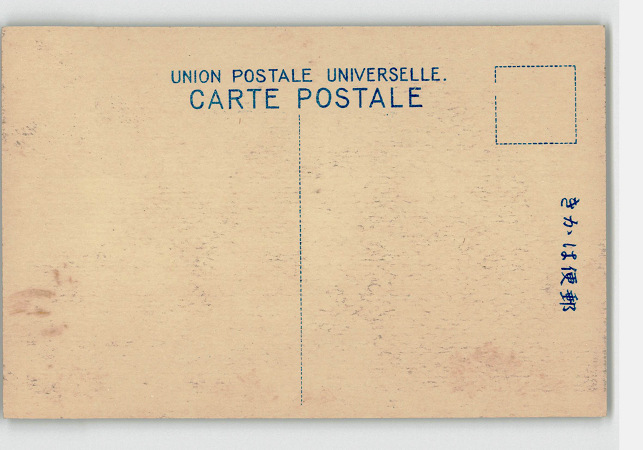 UNION POSTALE UNIVERSELLE.
CARTE POSTALE
きかは便郵